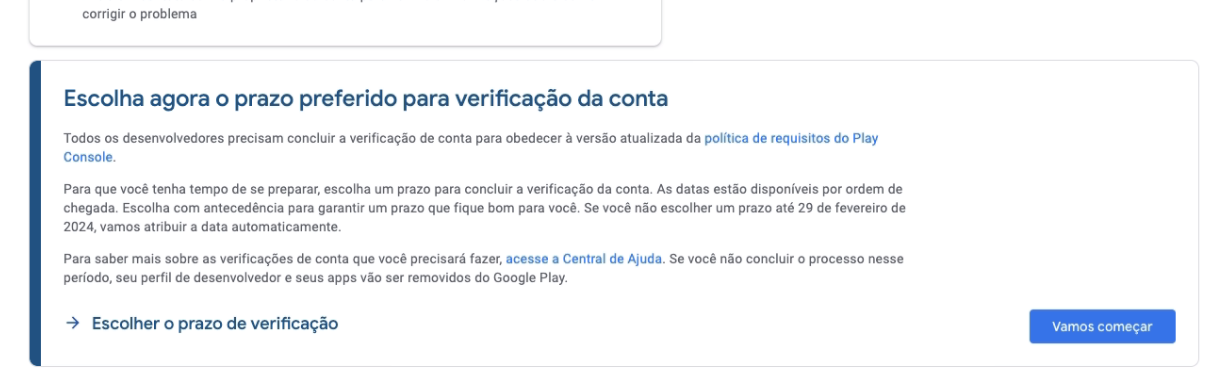 corrigir o problema
Escolha agora o prazo preferido para verificação da conta
Todos os desenvolvedores precisam concluir a verificação de conta para obedecer à versão atualizada da política de requisitos do Play
Console.
Para que você tenha tempo de se preparar, escolha um prazo para concluir a verificação da conta. As datas estão disponíveis por ordem de
chegada. Escolha com antecedência para garantir um prazo que fique bom para você. Se você não escolher um prazo até 29 de fevereiro de
2024, vamos atribuir a data automaticamente.
Para saber mais sobre as verificações de conta que você precisará fazer, acesse a Central de Ajuda. Se você não concluir o processo nesse
período, seu perfil de desenvolvedor e seus apps vão ser removidos do Google Play.
→ Escolher o prazo de verificação
Vamos começar